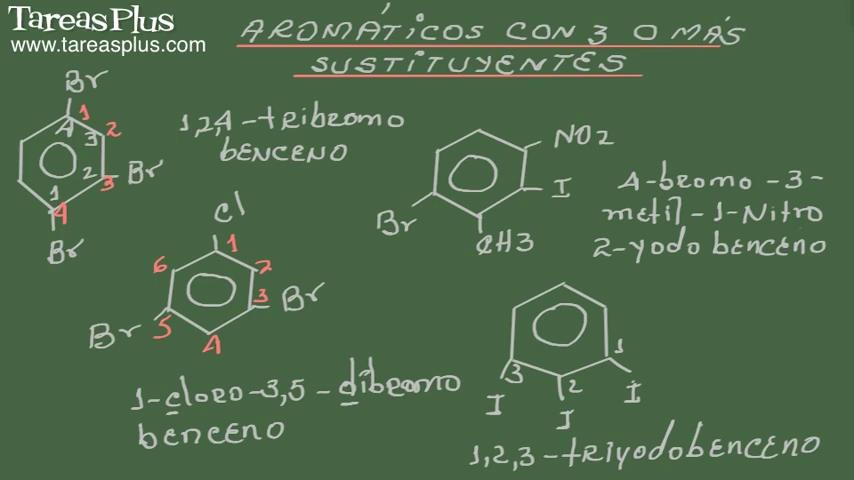 TareasPlus
www.tareasplus.com
AROMÁTICOS CON 3 O MÁS
SUSTITUYENTES
Br
1
4
3
2
2
Br
3
1
4
Br
1,2,4-tribromo
BENCENO
NO2
I
Br
CH3
4-bromo-3-
metil-1-Nitro
2-yodo benceno
Cl
1
6
2
3
Br
Br
5
4
1-cloro-3,5-dibromo
benceno
1
3
2
I
I
I
1,2,3-triyodobenceno